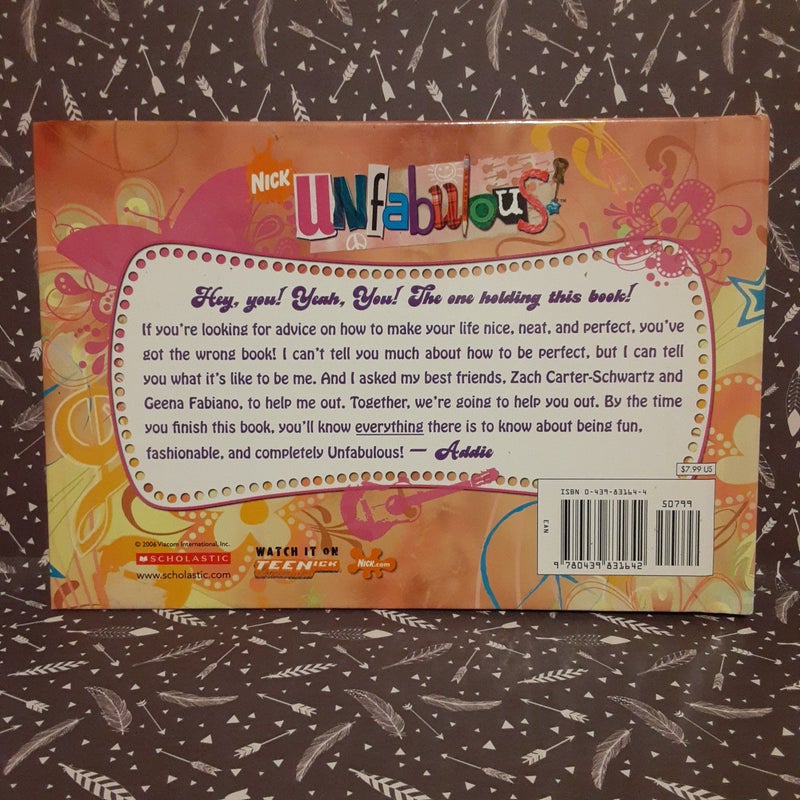 NICK UNfabulous! ™
Hey, you! Yeah, You! The one holding this book!
If you're looking for advice on how to make your life nice, neat, and perfect, you've
got the wrong book! I can't tell you much about how to be perfect, but I can tell
you what it's like to be me. And I asked my best friends, Zach Carter-Schwartz and
Geena Fabiano, to help me out. Together, we're going to help you out. By the time
you finish this book, you'll know everything there is to know about being fun,
fashionable, and completely Unfabulous! — Addie
$7.99 US
ISBN 0-439-83164-4
50799
EAN
9 780439 831642
© 2006 Viacom International, Inc.
SCHOLASTIC
www.scholastic.com
WATCH IT ON
TEENICK
NICK.com